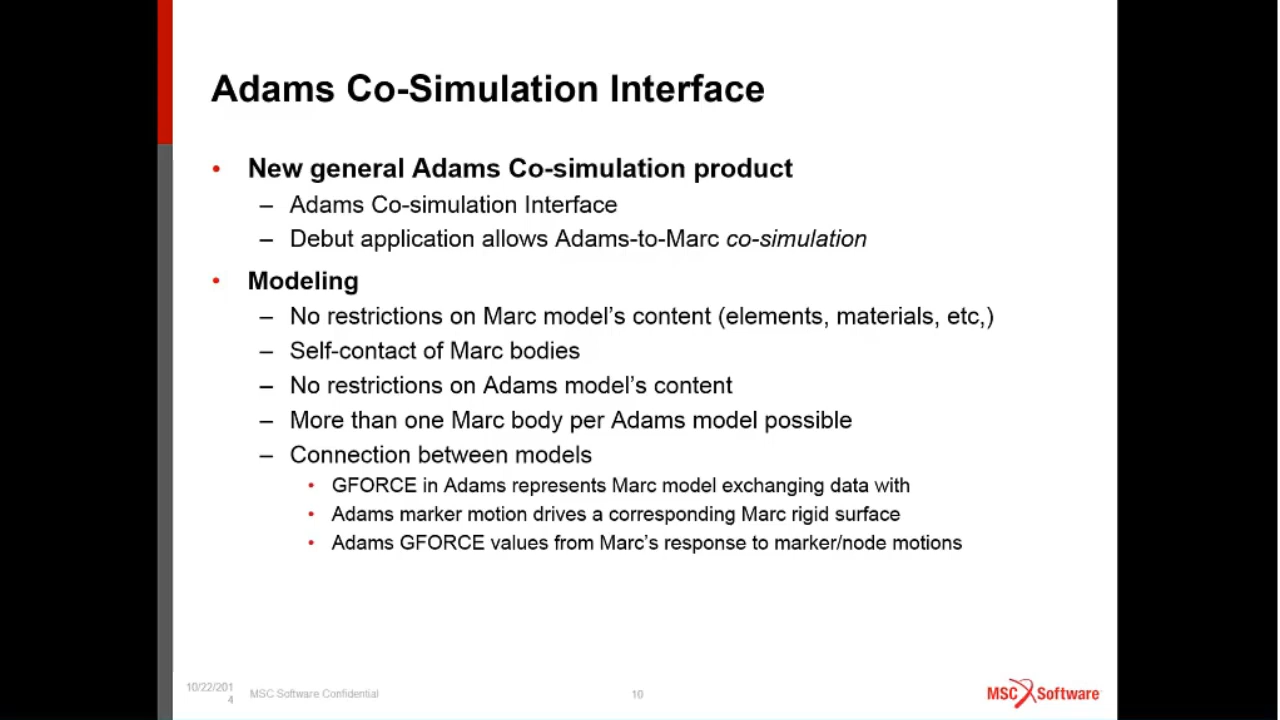 Adams Co-Simulation Interface
• New general Adams Co-simulation product
– Adams Co-simulation Interface
– Debut application allows Adams-to-Marc co-simulation
• Modeling
– No restrictions on Marc model’s content (elements, materials, etc,)
– Self-contact of Marc bodies
– No restrictions on Adams model’s content
– More than one Marc body per Adams model possible
– Connection between models
• GFORCE in Adams represents Marc model exchanging data with
• Adams marker motion drives a corresponding Marc rigid surface
• Adams GFORCE values from Marc’s response to marker/node motions
10/22/201
4
MSC Software Confidential
10
MSC Software